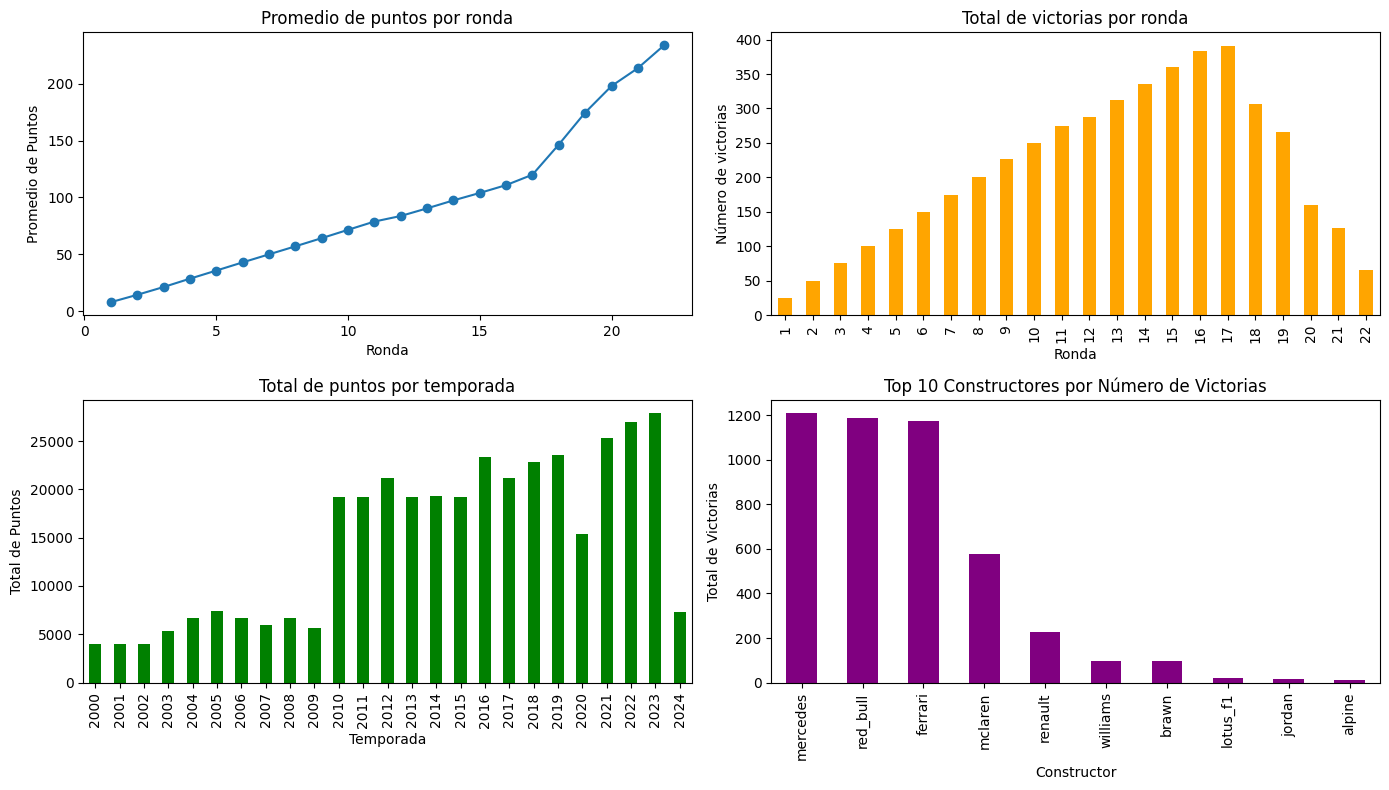 Promedio de puntos por ronda
Promedio de Puntos
200
150
100
50
0
0 5 10 15 20
Ronda
Total de victorias por ronda
Número de victorias
400
350
300
250
200
150
100
50
0
1 2 3 4 5 6 7 8 9 10 11 12 13 14 15 16 17 18 19 20 21 22
Ronda
Total de puntos por temporada
Total de Puntos
25000
20000
15000
10000
5000
0
2000 2001 2002 2003 2004 2005 2006 2007 2008 2009 2010 2011 2012 2013 2014 2015 2016 2017 2018 2019 2020 2021 2022 2023 2024
Temporada
Top 10 Constructores por Número de Victorias
Total de Victorias
1200
1000
800
600
400
200
0
mercedes red_bull ferrari mclaren renault williams brawn lotus_f1 jordan alpine
Constructor